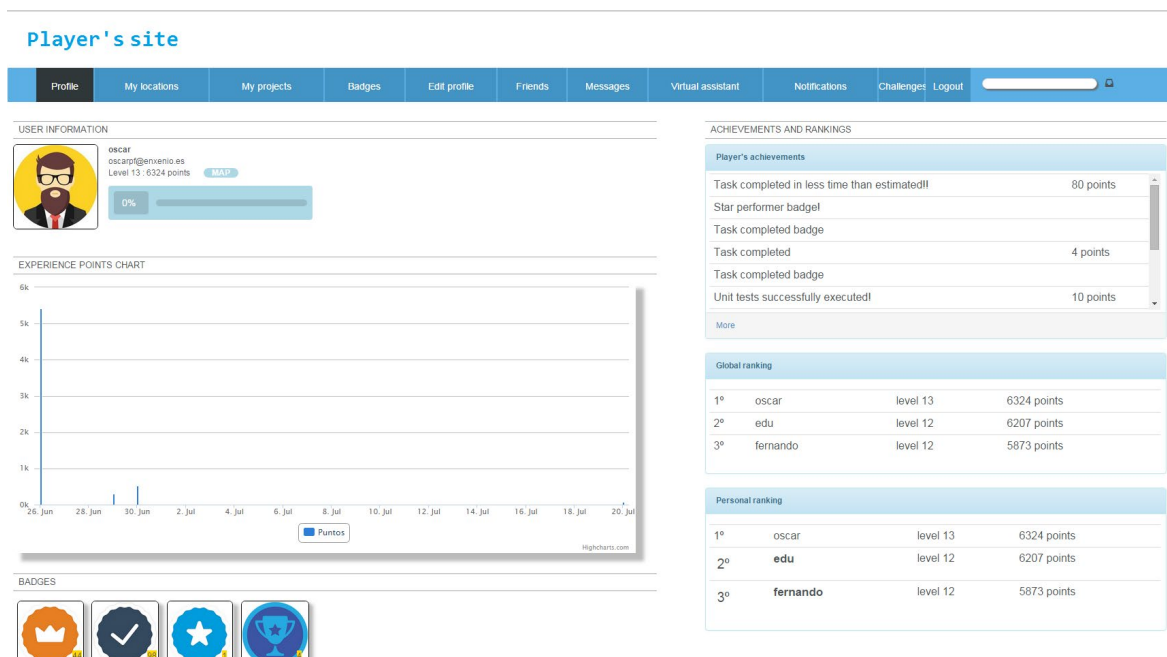 Player's site
Profile My locations My projects Badges Edit profile Friends Messages Virtual assistant Notifications Challenges Logout
USER INFORMATION
oscar
oscarpf@enxenio.es
Level 13 : 6324 points MAP
0%
EXPERIENCE POINTS CHART
6k
5k
4k
3k
2k
1k
0k
26. Jun 28. Jun 30. Jun 2. Jul 4. Jul 6. Jul 8. Jul 10. Jul 12. Jul 14. Jul 16. Jul 18. Jul 20. Jul
Puntos
Highcharts.com
BADGES
ACHIEVEMENTS AND RANKINGS
Player's achievements
Task completed in less time than estimated!! 80 points
Star performer badge!
Task completed badge
Task completed 4 points
Task completed badge
Unit tests successfully executed! 10 points
More
Global ranking
1º oscar level 13 6324 points
2º edu level 12 6207 points
3º fernando level 12 5873 points
Personal ranking
1º oscar level 13 6324 points
2º edu level 12 6207 points
3º fernando level 12 5873 points